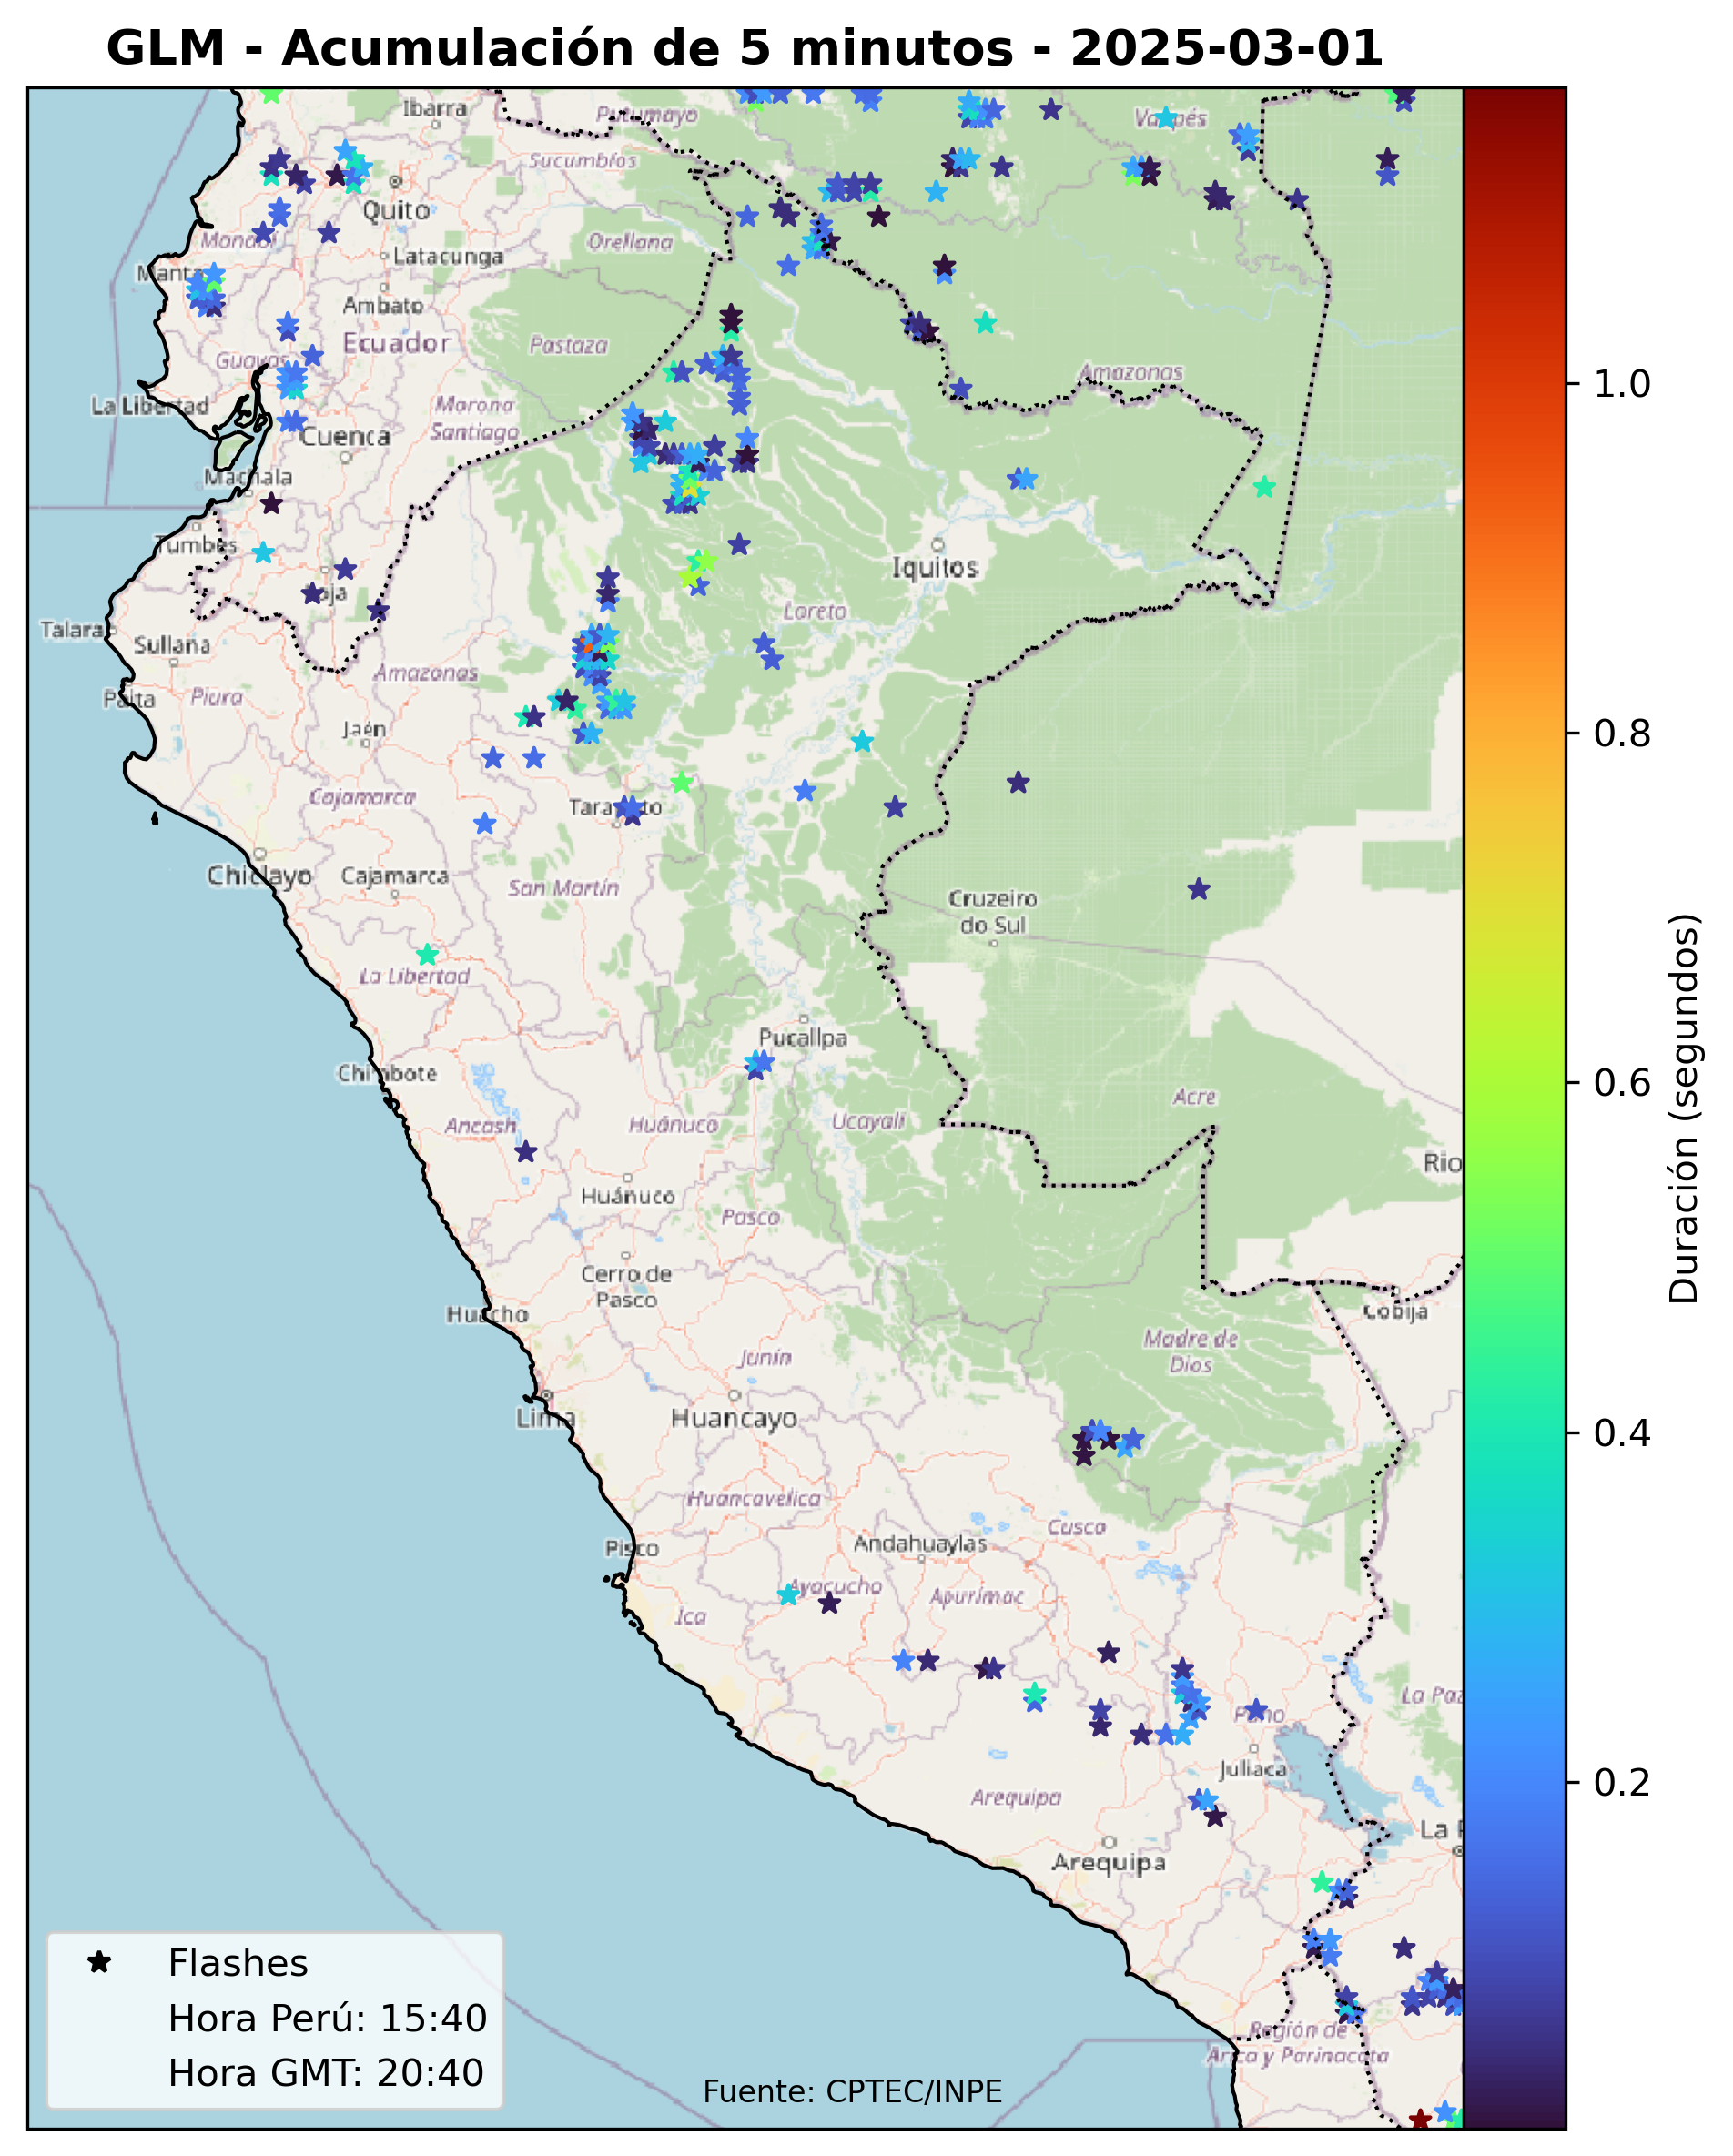 GLM - Acumulación de 5 minutos - 2025-03-01
Ibarra
Putumayo
Vaupés
Sucumbíos
Quito
Manabí
Orellana
Latacunga
Manta
Ambato
Ecuador
Pastaza
Guayas
Amazonas
1.0
La Libertad
Morona
Santiago
Cuenca
Machala
Tumbes
Iquitos
Loja
Loreto
Talara
Sullana
Amazonas
Paita
Piura
Jaén
0.8
Cajamarca
Tarapoto
Chiclayo
Cajamarca
San Martín
Cruzeiro
do Sul
La Libertad
Pucallpa
Chimbote
0.6
Acre
Ancash
Huánuco
Ucayali
Rio
Huánuco
Pasco
Duración (segundos)
Cerro de
Pasco
Huacho
Cobija
Madre de
Dios
Junín
Lima
Huancayo
0.4
Huancavelica
Cusco
Pisco
Andahuaylas
Ayacucho
Apurímac
Ica
La Paz
Puno
Juliaca
0.2
Arequipa
La P
Arequipa
Flashes
Hora Perú: 15:40
Hora GMT: 20:40
Región de
Arica y Parinacota
Fuente: CPTEC/INPE